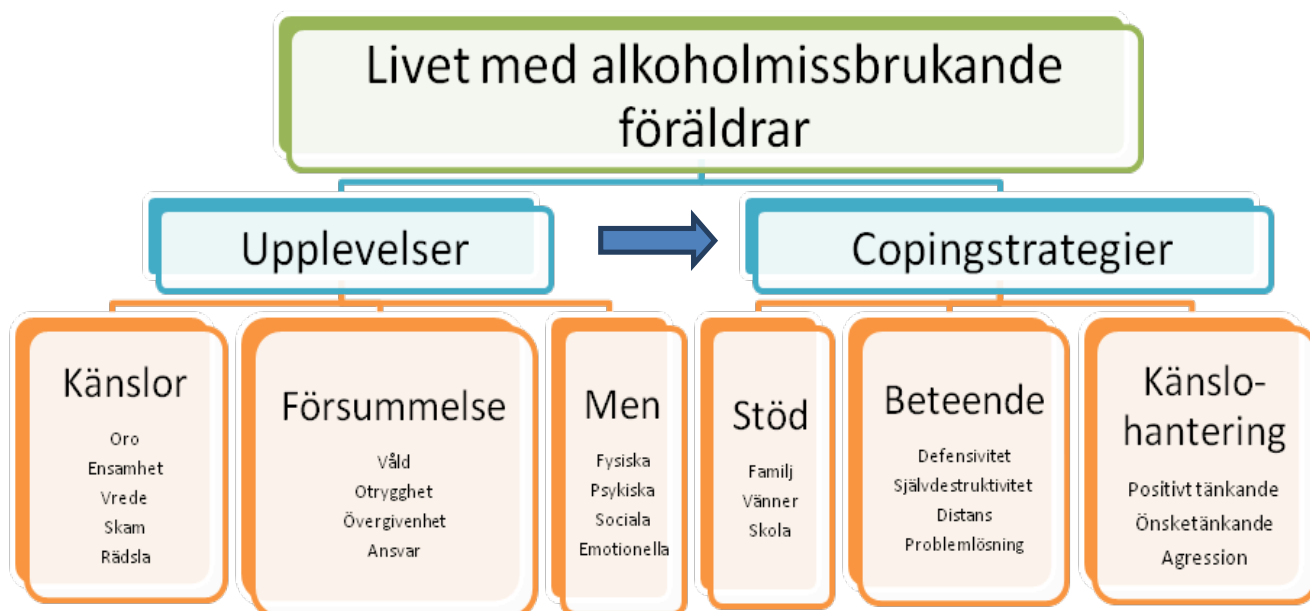 Livet med alkoholmissbrukande
föräldrar
Upplevelser
Copingstrategier
Känslor
Oro
Ensamhet
Vrede
Skam
Rädsla
Försummelse
Våld
Otrygghet
Övergivenhet
Ansvar
Men
Fysiska
Psykiska
Sociala
Emotionella
Stöd
Familj
Vänner
Skola
Beteende
Defensivitet
Självdestruktivitet
Distans
Problemlösning
Känslo-
hantering
Positivt tänkande
Önsketänkande
Agression